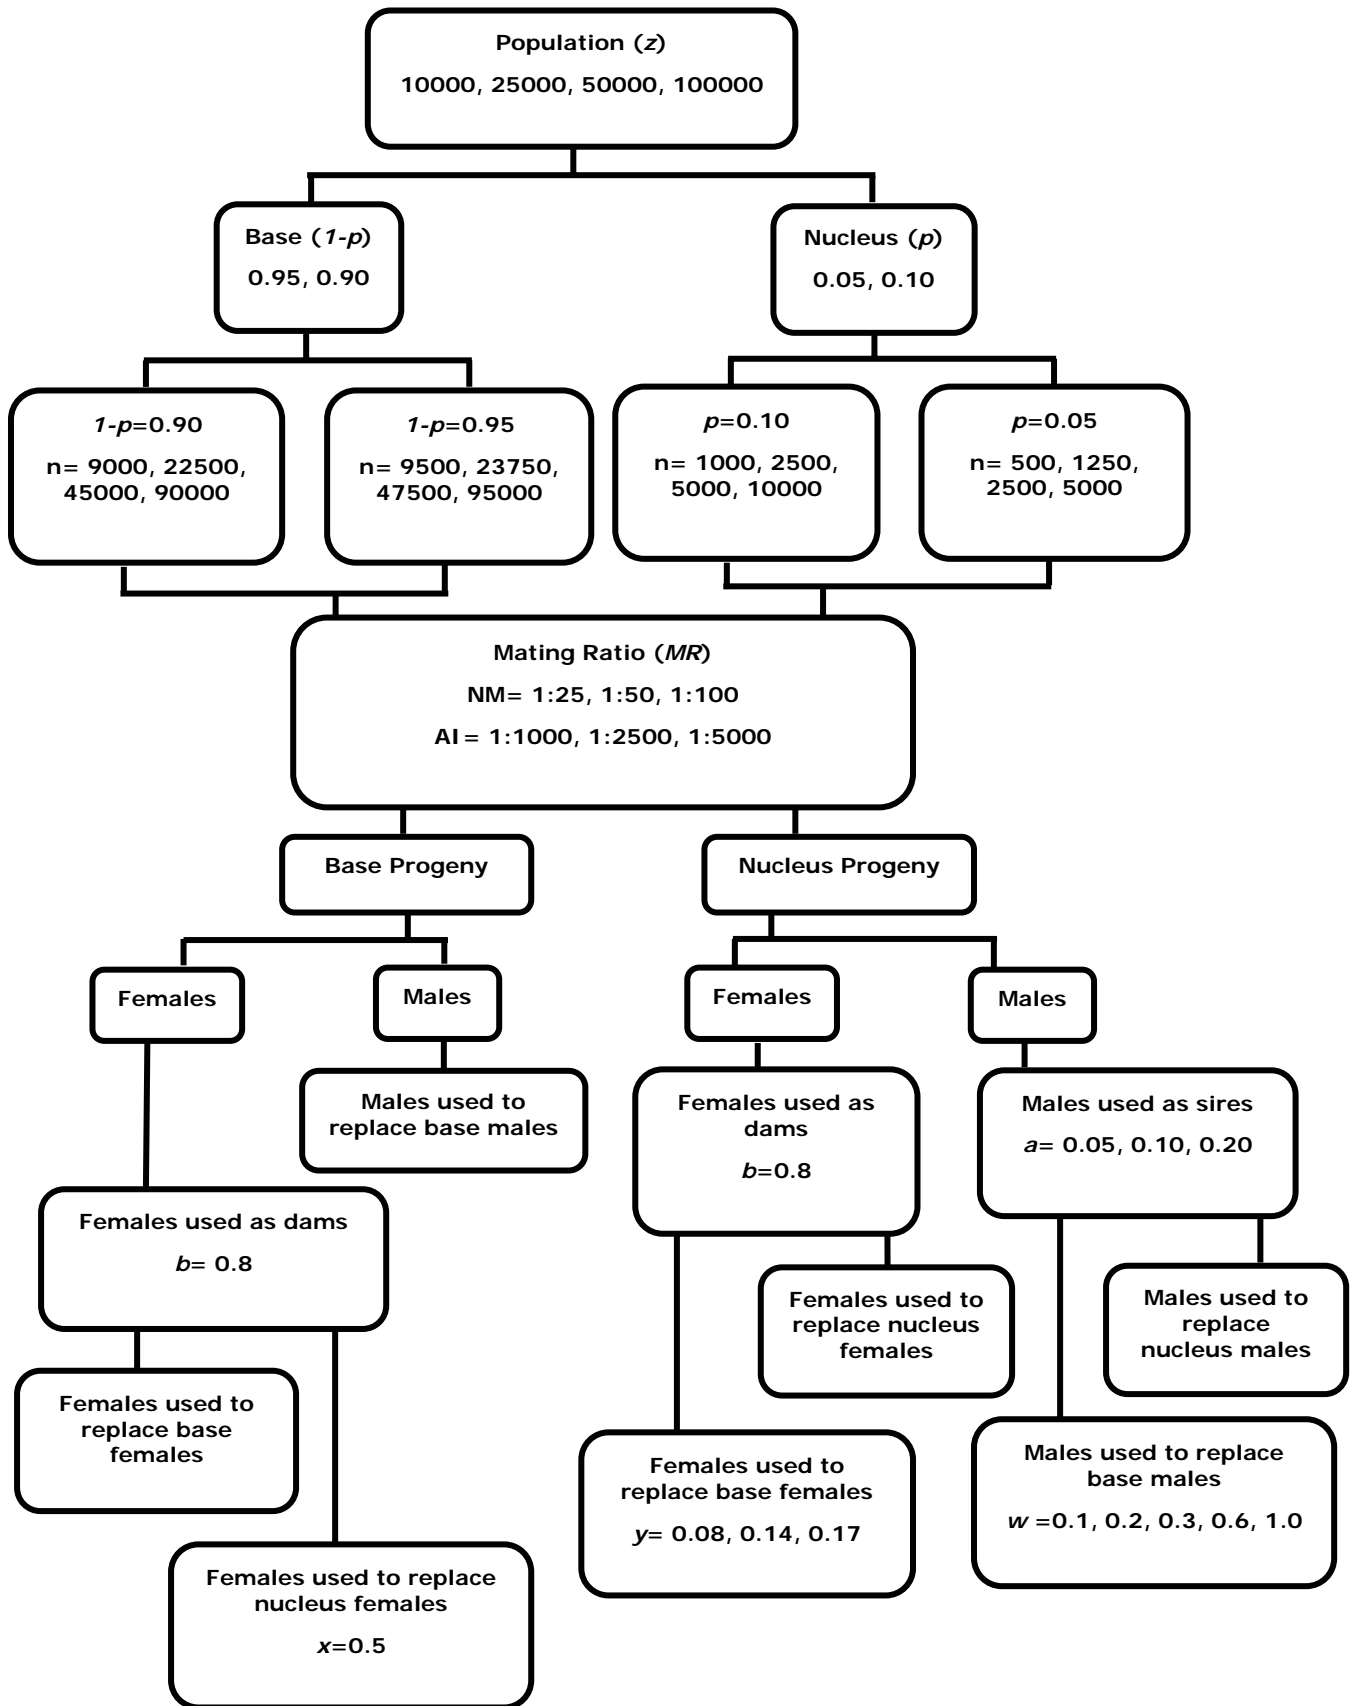 Population (z)
10000, 25000, 50000, 100000
Base (1-p)
0.95, 0.90
Nucleus (p)
0.05, 0.10
1-p=0.90
n= 9000, 22500,
45000, 90000
1-p=0.95
n= 9500, 23750,
47500, 95000
p=0.10
n= 1000, 2500,
5000, 10000
p=0.05
n= 500, 1250,
2500, 5000
Mating Ratio (MR)
NM= 1:25, 1:50, 1:100
AI= 1:1000, 1:2500, 1:5000
Base Progeny
Nucleus Progeny
Females
Males
Females
Males
Males used to
replace base males
Females used as
dams
b=0.8
Males used as sires
a= 0.05, 0.10, 0.20
Females used as dams
b= 0.8
Females used to
replace nucleus
females
Males used to
replace
nucleus males
Females used to
replace base
females
Females used to
replace base females
y= 0.08, 0.14, 0.17
Males used to replace
base males
w =0.1, 0.2, 0.3, 0.6, 1.0
Females used to replace
nucleus females
x=0.5